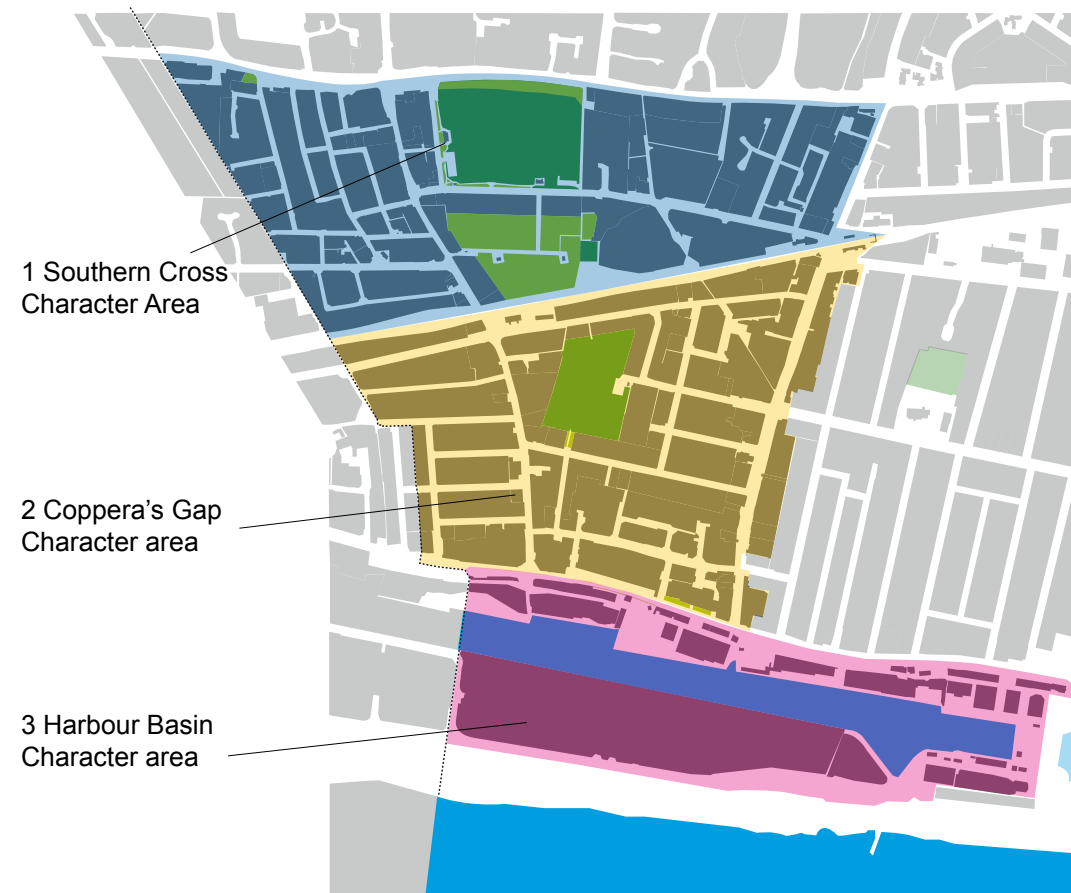 1 Southern Cross
Character Area
2 Coppera's Gap
Character area
3 Harbour Basin
Character area